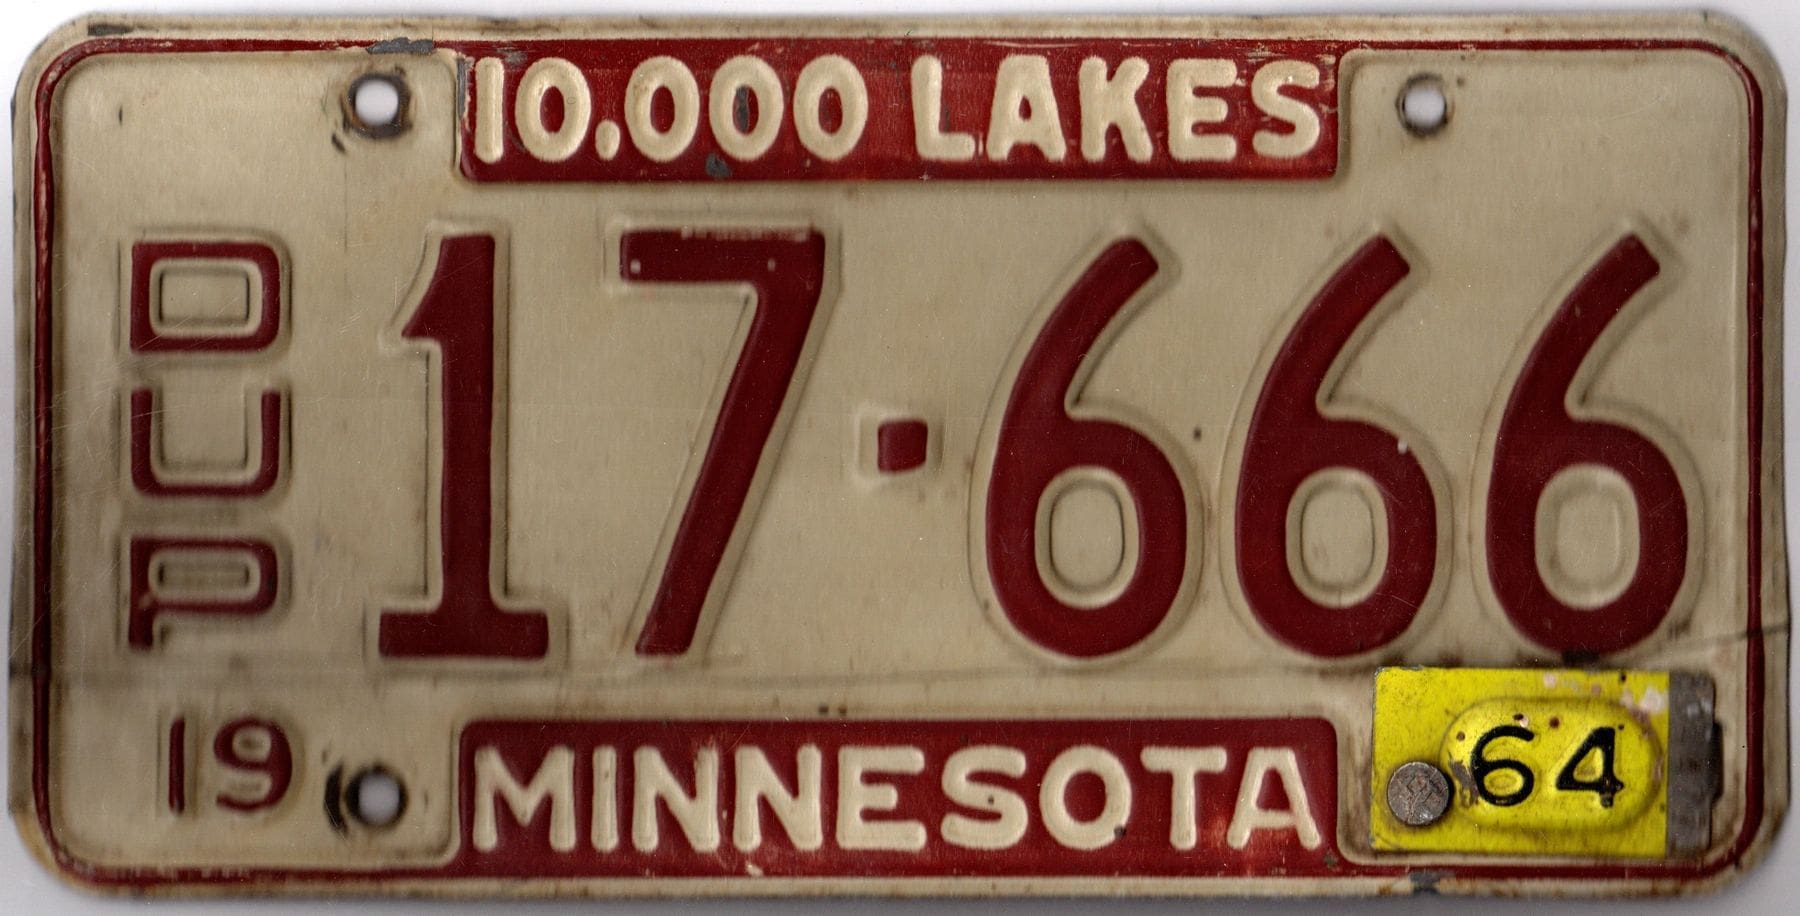 10.000 LAKES
DUP
17·666
19
MINNESOTA
64